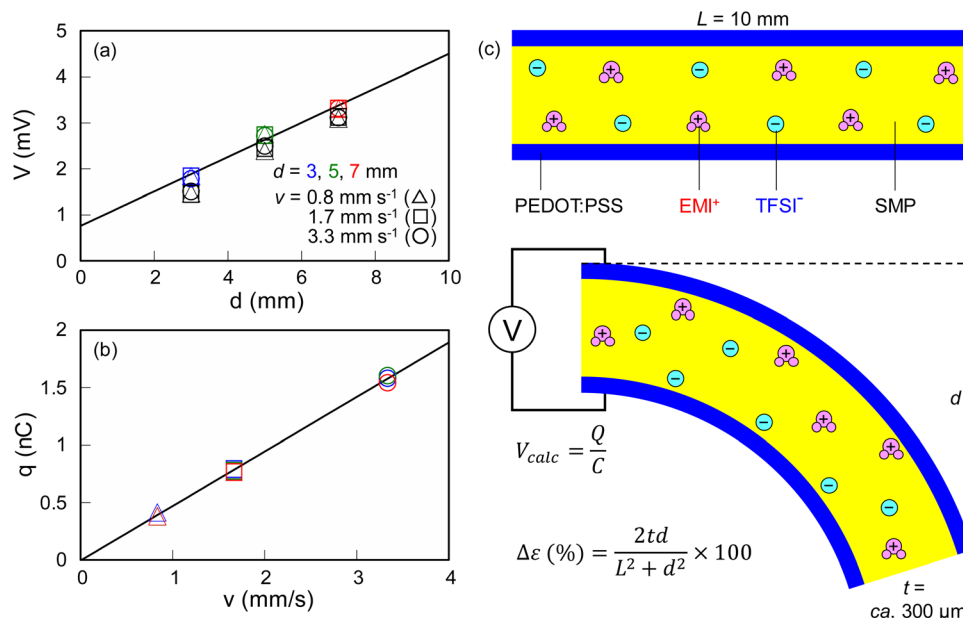 (a)
V (mV)
5
4
3
2
1
0
d = 3, 5, 7 mm
v = 0.8 mm s⁻¹ (△)
1.7 mm s⁻¹ (□)
3.3 mm s⁻¹ (○)
0 2 4 6 8 10
d (mm)
(b)
q (nC)
2
1.5
1
0.5
0
0 1 2 3 4
v (mm/s)
(c)
L = 10 mm
PEDOT:PSS EMI⁺ TFSI⁻ SMP
V
d
V_calc = Q/C
Δε (%) = 2td/(L² + d²) × 100
t =
ca. 300 μm